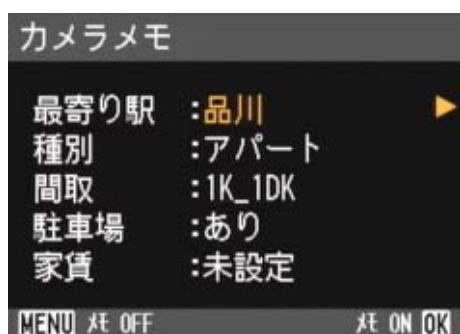 カメラメモ
最寄り駅 :品川
種別 :アパート
間取 :1K_1DK
駐車場 :あり
家賃 :未設定
MENU メモ OFF メモ ON OK